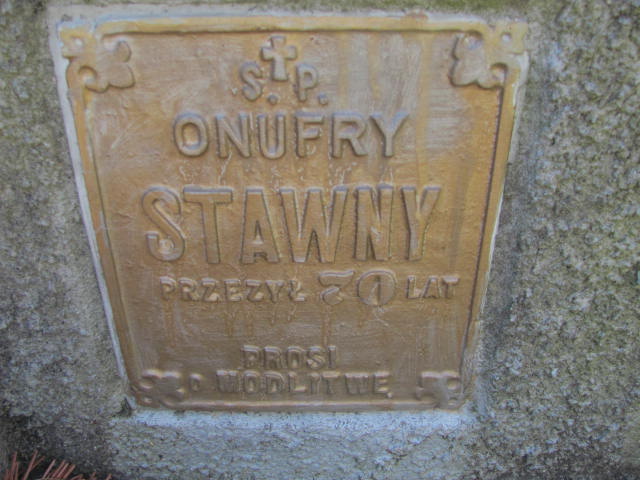 S.P.
ONUFRY
STAWNY
PRZEŻYŁ 70 LAT
PROSI
O MODLITWĘ